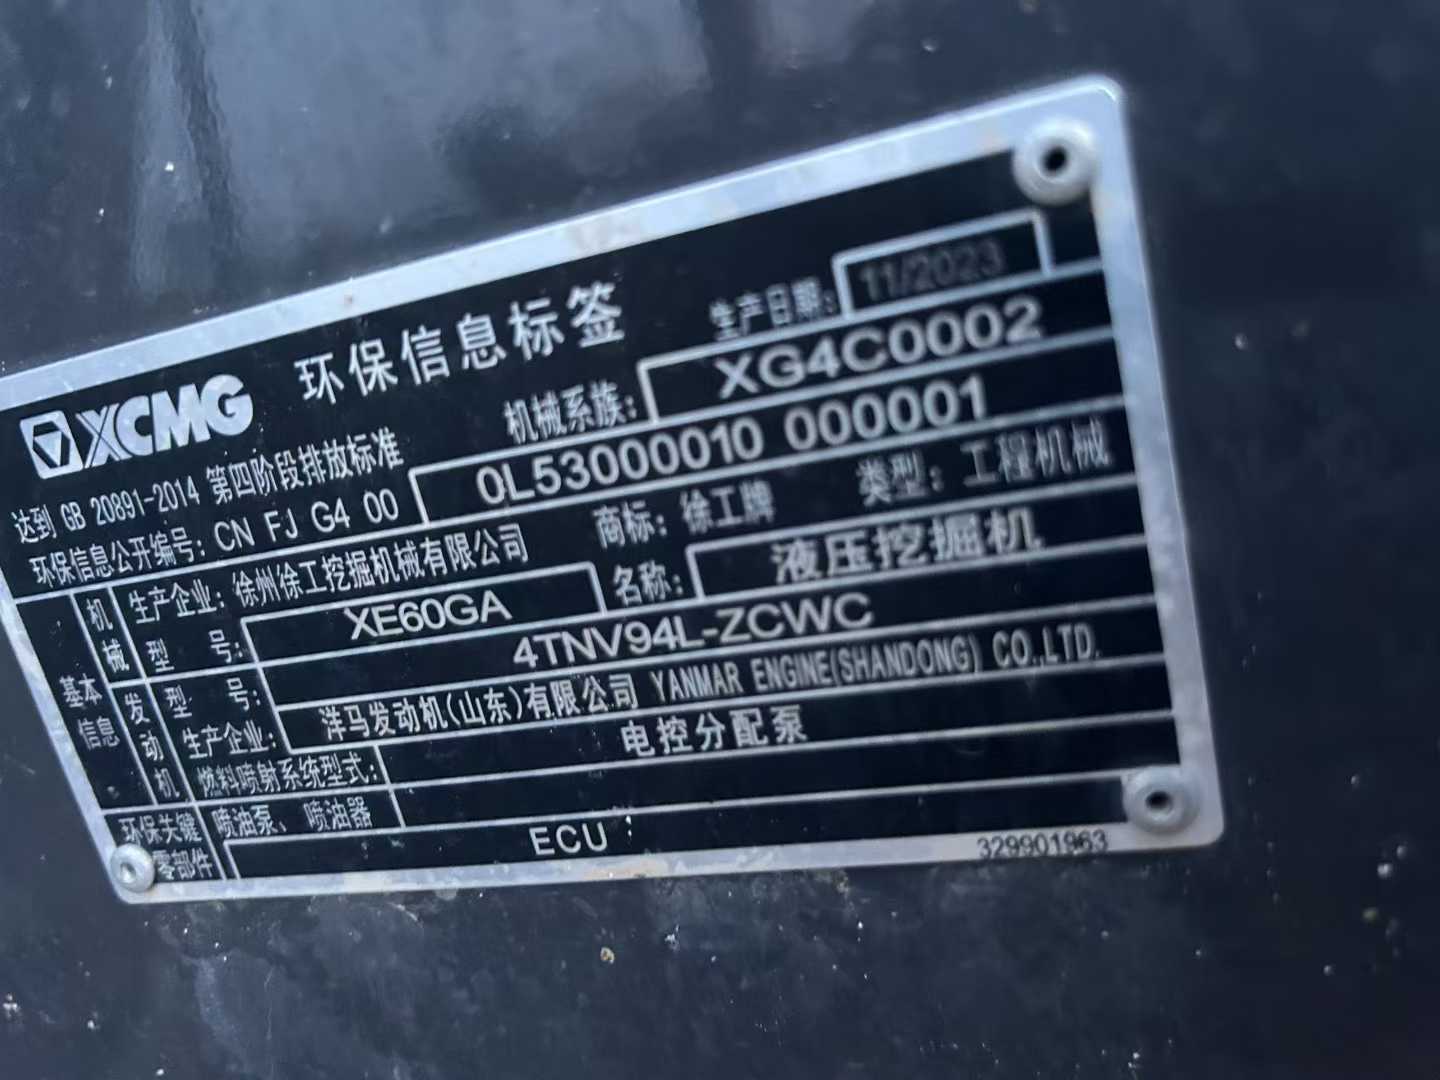 XCMG 环保信息标签 生产日期: 11/2023
达到 GB 20891-2014 第四阶段排放标准 机械系族: XG4C0002
环保信息公开编号: CN FJ G4 00 0L53000010 000001
基本信息
机械
生产企业: 徐州徐工挖掘机械有限公司 商标: 徐工牌 类型: 工程机械
型号: XE60GA 名称: 液压挖掘机
发动机
型号: 4TNV94L-ZCWC
生产企业: 洋马发动机(山东)有限公司 YANMAR ENGINE(SHANDONG) CO.,LTD.
燃料喷射系统型式: 电控分配泵
环保关键零部件
喷油泵、喷油器
ECU :
329901963